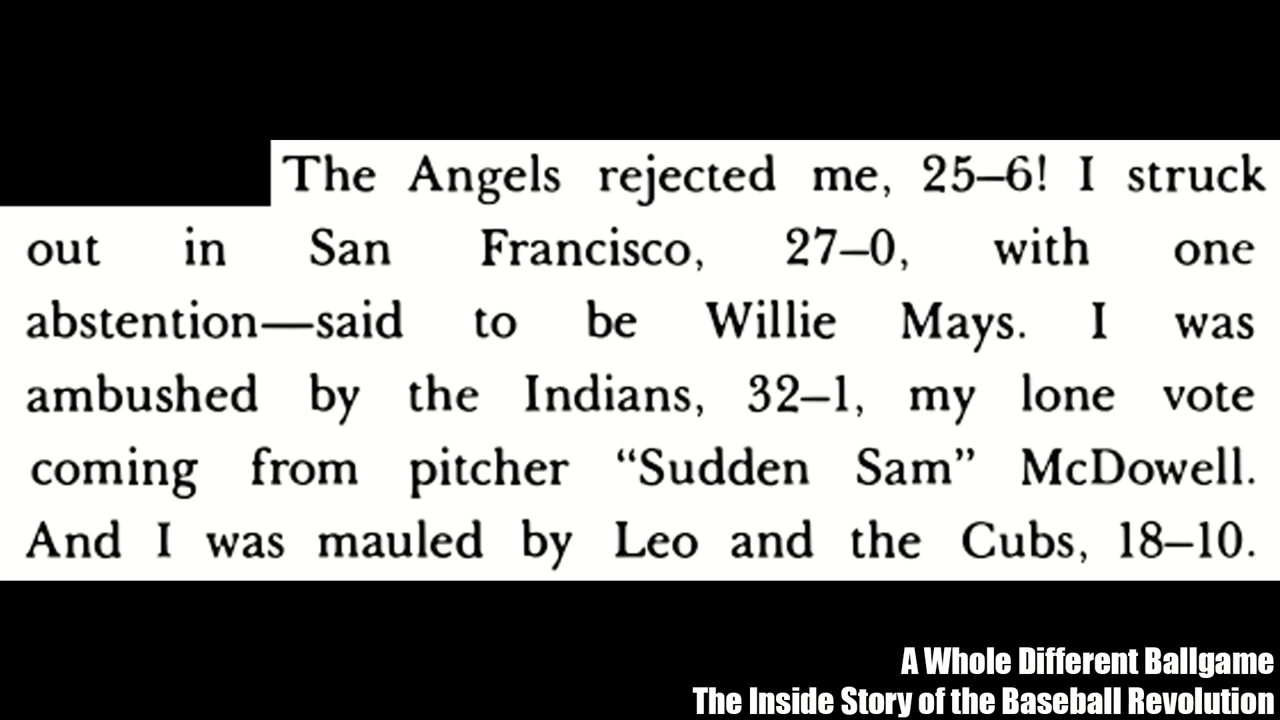 The Angels rejected me, 25–6! I struck
out in San Francisco, 27–0, with one
abstention—said to be Willie Mays. I was
ambushed by the Indians, 32–1, my lone vote
coming from pitcher “Sudden Sam” McDowell.
And I was mauled by Leo and the Cubs, 18–10.
A Whole Different Ballgame
The Inside Story of the Baseball Revolution